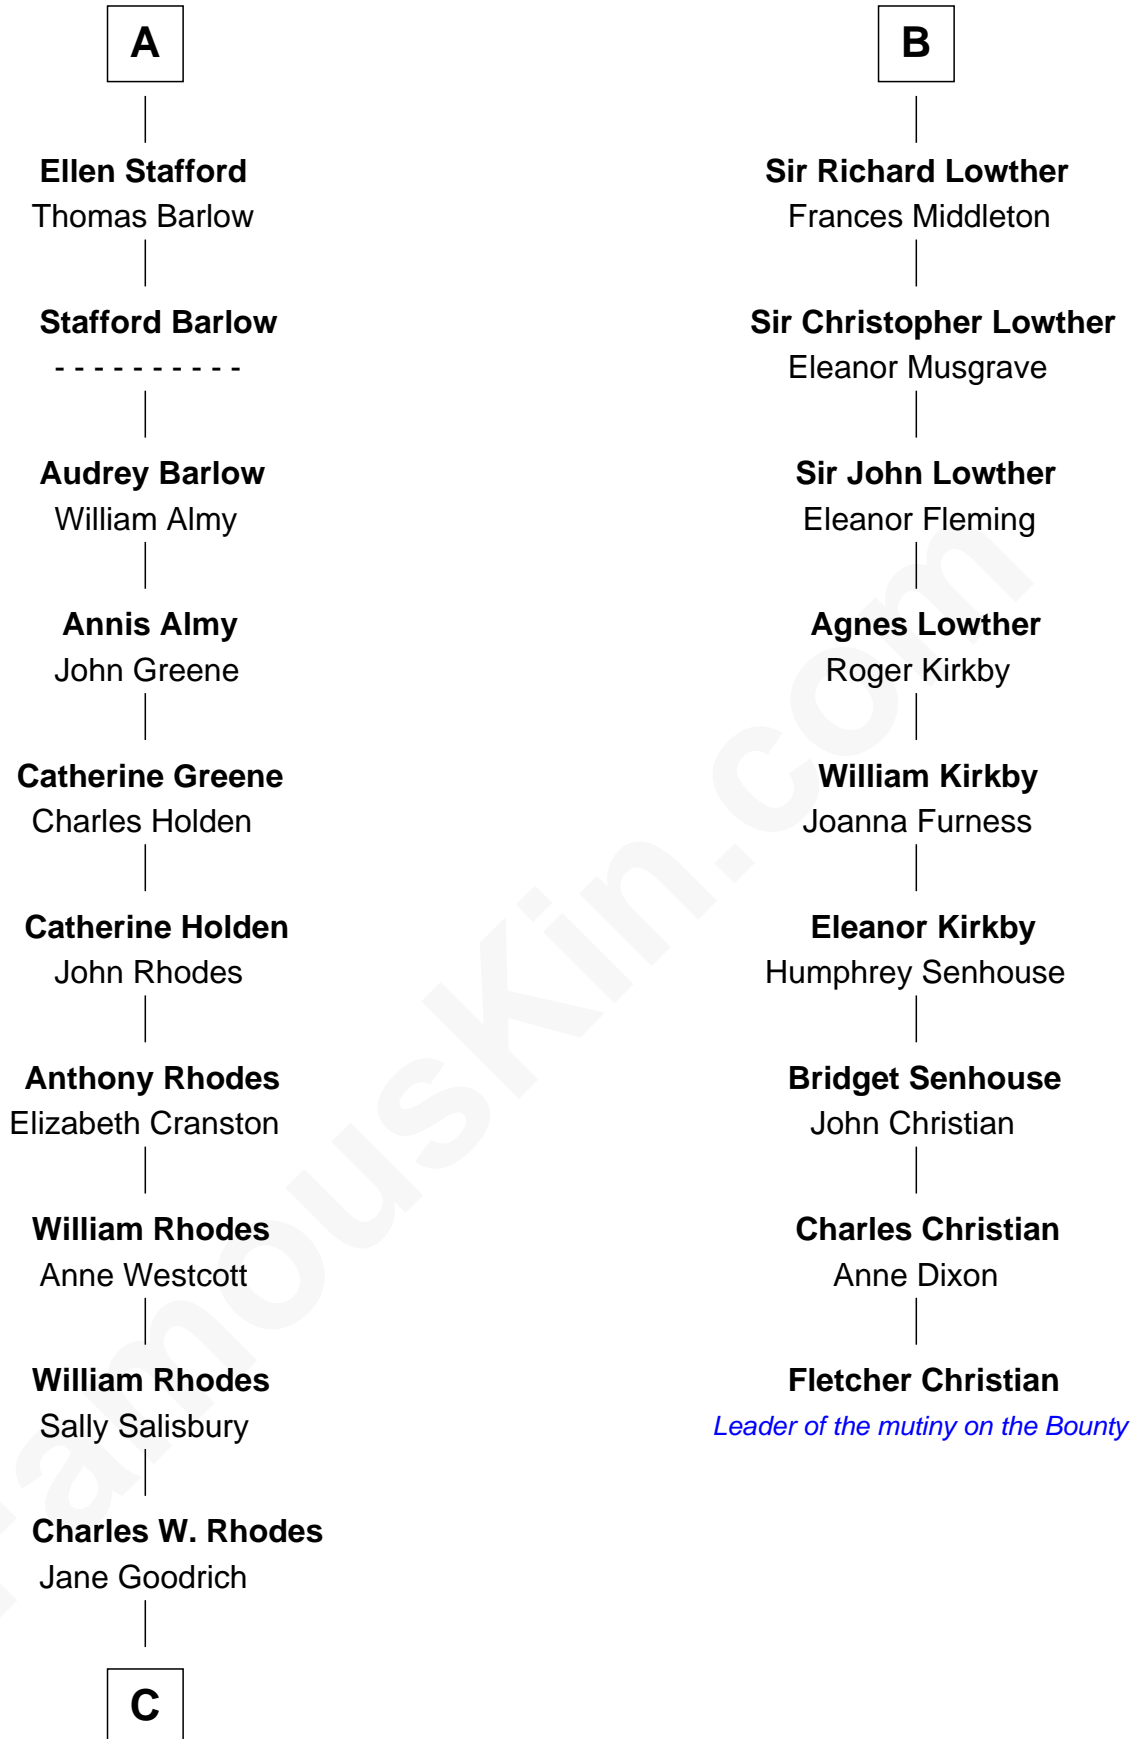 A
Ellen Stafford
Thomas Barlow
Stafford Barlow
- - - - - - - - - -
Audrey Barlow
William Almy
Annis Almy
John Greene
Catherine Greene
Charles Holden
Catherine Holden
John Rhodes
Anthony Rhodes
Elizabeth Cranston
William Rhodes
Anne Westcott
William Rhodes
Sally Salisbury
Charles W. Rhodes
Jane Goodrich
C
B
Sir Richard Lowther
Frances Middleton
Sir Christopher Lowther
Eleanor Musgrave
Sir John Lowther
Eleanor Fleming
Agnes Lowther
Roger Kirkby
William Kirkby
Joanna Furness
Eleanor Kirkby
Humphrey Senhouse
Bridget Senhouse
John Christian
Charles Christian
Anne Dixon
Fletcher Christian
Leader of the mutiny on the Bounty
FamousKin.com